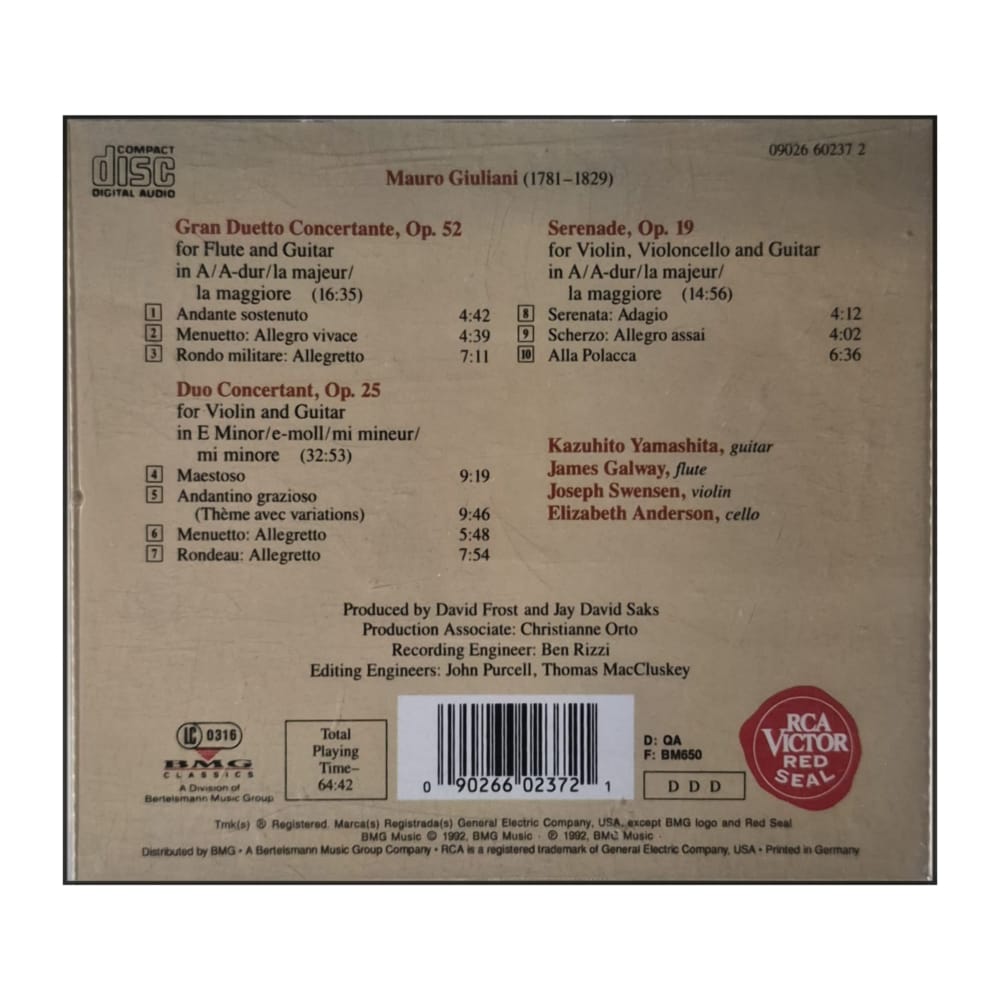 COMPACT
disc
DIGITAL AUDIO
09026 60237 2
Mauro Giuliani (1781–1829)
Gran Duetto Concertante, Op. 52
for Flute and Guitar
in A/A-dur/la majeur/
la maggiore (16:35)
1 Andante sostenuto 4:42
2 Menuetto: Allegro vivace 4:39
3 Rondo militare: Allegretto 7:11
Duo Concertant, Op. 25
for Violin and Guitar
in E Minor/e-moll/mi mineur/
mi minore (32:53)
4 Maestoso 9:19
5 Andantino grazioso
(Thème avec variations) 9:46
6 Menuetto: Allegretto 5:48
7 Rondeau: Allegretto 7:54
Serenade, Op. 19
for Violin, Violoncello and Guitar
in A/A-dur/la majeur/
la maggiore (14:56)
8 Serenata: Adagio 4:12
9 Scherzo: Allegro assai 4:02
10 Alla Polacca 6:36
Kazuhito Yamashita, guitar
James Galway, flute
Joseph Swensen, violin
Elizabeth Anderson, cello
Produced by David Frost and Jay David Saks
Production Associate: Christianne Orto
Recording Engineer: Ben Rizzi
Editing Engineers: John Purcell, Thomas MacCluskey
LC 0316
BMG
CLASSICS
A Division of
Bertelsmann Music Group
Total
Playing
Time–
64:42
0 90266 02372 1
D: QA
F: BM650
D D D
RCA
VICTOR
RED
SEAL
Tmk(s) ® Registered. Marca(s) Registrada(s) General Electric Company, USA, except BMG logo and Red Seal
BMG Music © 1992, BMG Music · ℗ 1992, BMG Music ·
Distributed by BMG • A Bertelsmann Music Group Company • RCA is a registered trademark of General Electric Company, USA • Printed in Germany